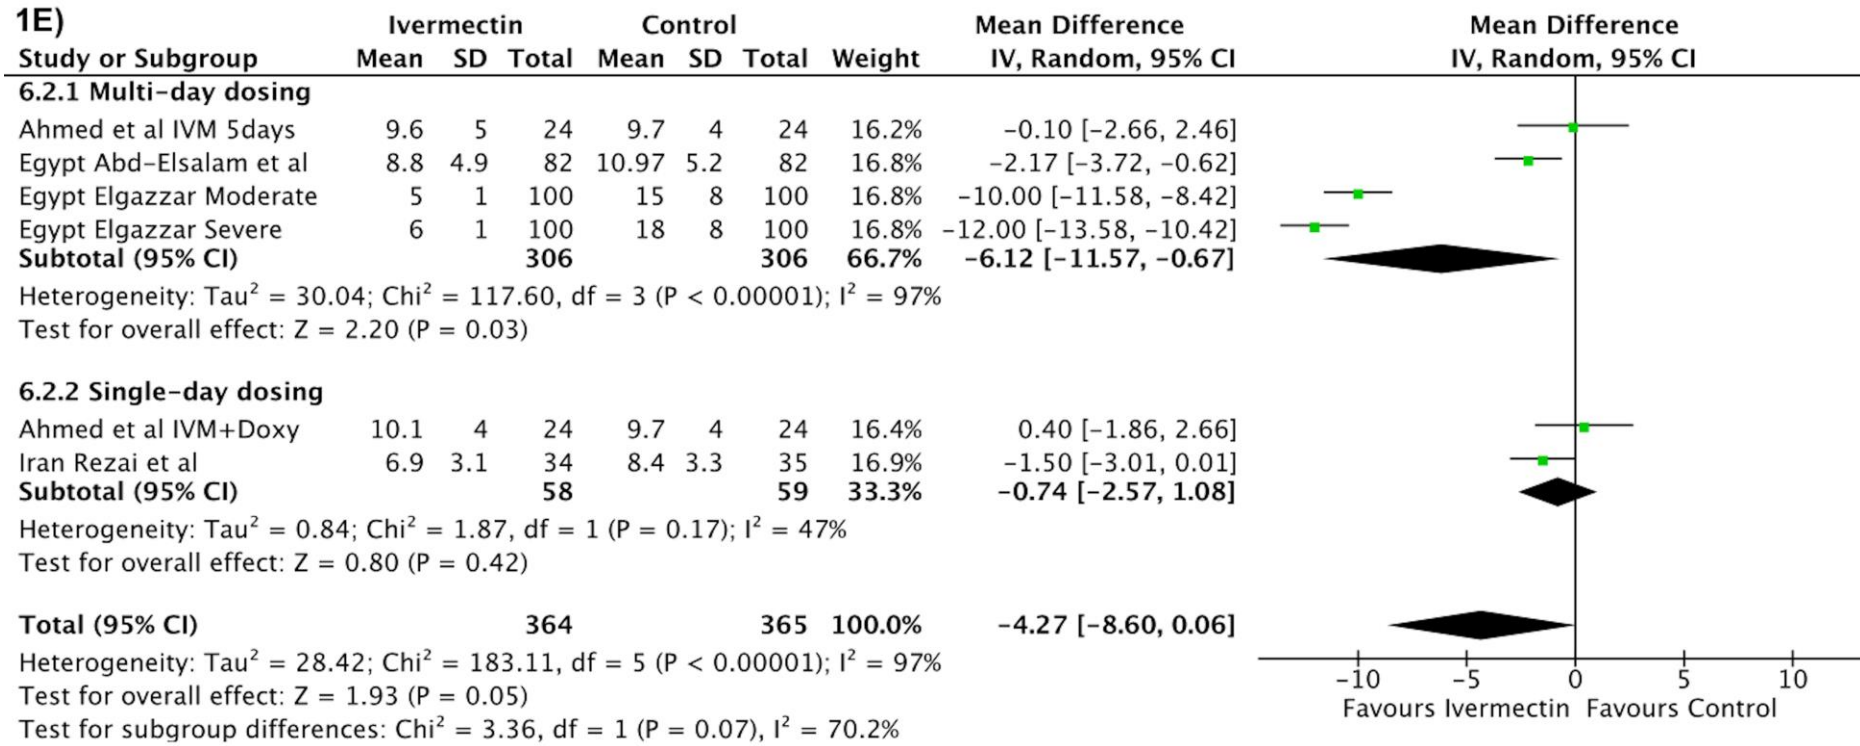 1E)
Ivermectin Control Mean Difference Mean Difference
Study or Subgroup Mean SD Total Mean SD Total Weight IV, Random, 95% CI IV, Random, 95% CI
6.2.1 Multi-day dosing
Ahmed et al IVM 5days 9.6 5 24 9.7 4 24 16.2% -0.10 [-2.66, 2.46]
Egypt Abd-Elsalam et al 8.8 4.9 82 10.97 5.2 82 16.8% -2.17 [-3.72, -0.62]
Egypt Elgazzar Moderate 5 1 100 15 8 100 16.8% -10.00 [-11.58, -8.42]
Egypt Elgazzar Severe 6 1 100 18 8 100 16.8% -12.00 [-13.58, -10.42]
Subtotal (95% CI) 306 306 66.7% -6.12 [-11.57, -0.67]
Heterogeneity: Tau² = 30.04; Chi² = 117.60, df = 3 (P < 0.00001); I² = 97%
Test for overall effect: Z = 2.20 (P = 0.03)
6.2.2 Single-day dosing
Ahmed et al IVM+Doxy 10.1 4 24 9.7 4 24 16.4% 0.40 [-1.86, 2.66]
Iran Rezai et al 6.9 3.1 34 8.4 3.3 35 16.9% -1.50 [-3.01, 0.01]
Subtotal (95% CI) 58 59 33.3% -0.74 [-2.57, 1.08]
Heterogeneity: Tau² = 0.84; Chi² = 1.87, df = 1 (P = 0.17); I² = 47%
Test for overall effect: Z = 0.80 (P = 0.42)
Total (95% CI) 364 365 100.0% -4.27 [-8.60, 0.06]
Heterogeneity: Tau² = 28.42; Chi² = 183.11, df = 5 (P < 0.00001); I² = 97%
Test for overall effect: Z = 1.93 (P = 0.05)
Test for subgroup differences: Chi² = 3.36, df = 1 (P = 0.07), I² = 70.2%
-10 -5 0 5 10
Favours Ivermectin Favours Control